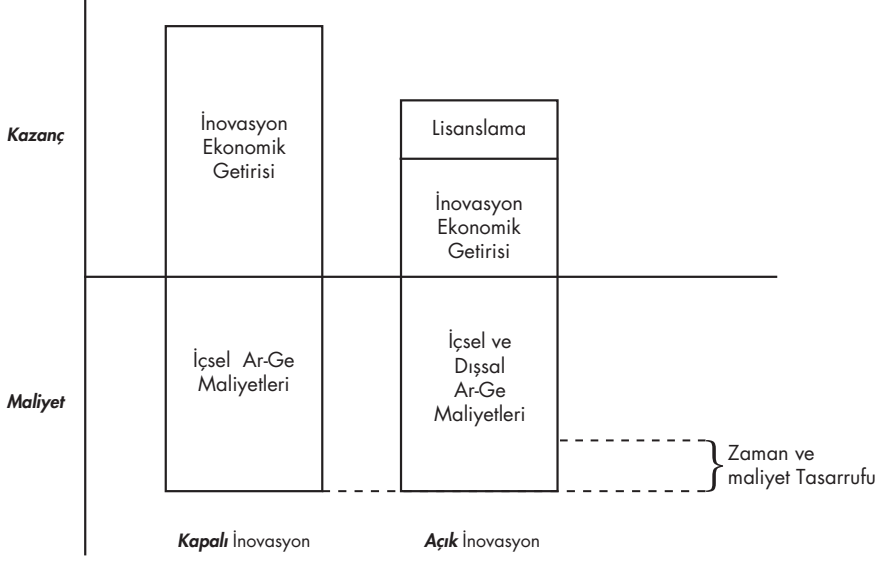 Kazanç
İnovasyon
Ekonomik
Getirisi
Lisanslama
İnovasyon
Ekonomik
Getirisi
Maliyet
İçsel Ar-Ge
Maliyetleri
İçsel ve
Dışsal
Ar-Ge
Maliyetleri
Zaman ve
maliyet Tasarrufu
Kapalı İnovasyon
Açık İnovasyon